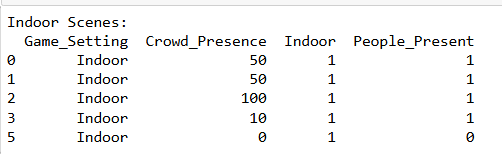 Indoor Scenes:
Game_Setting Crowd_Presence Indoor People_Present
0 Indoor 50 1 1
1 Indoor 50 1 1
2 Indoor 100 1 1
3 Indoor 10 1 1
5 Indoor 0 1 0